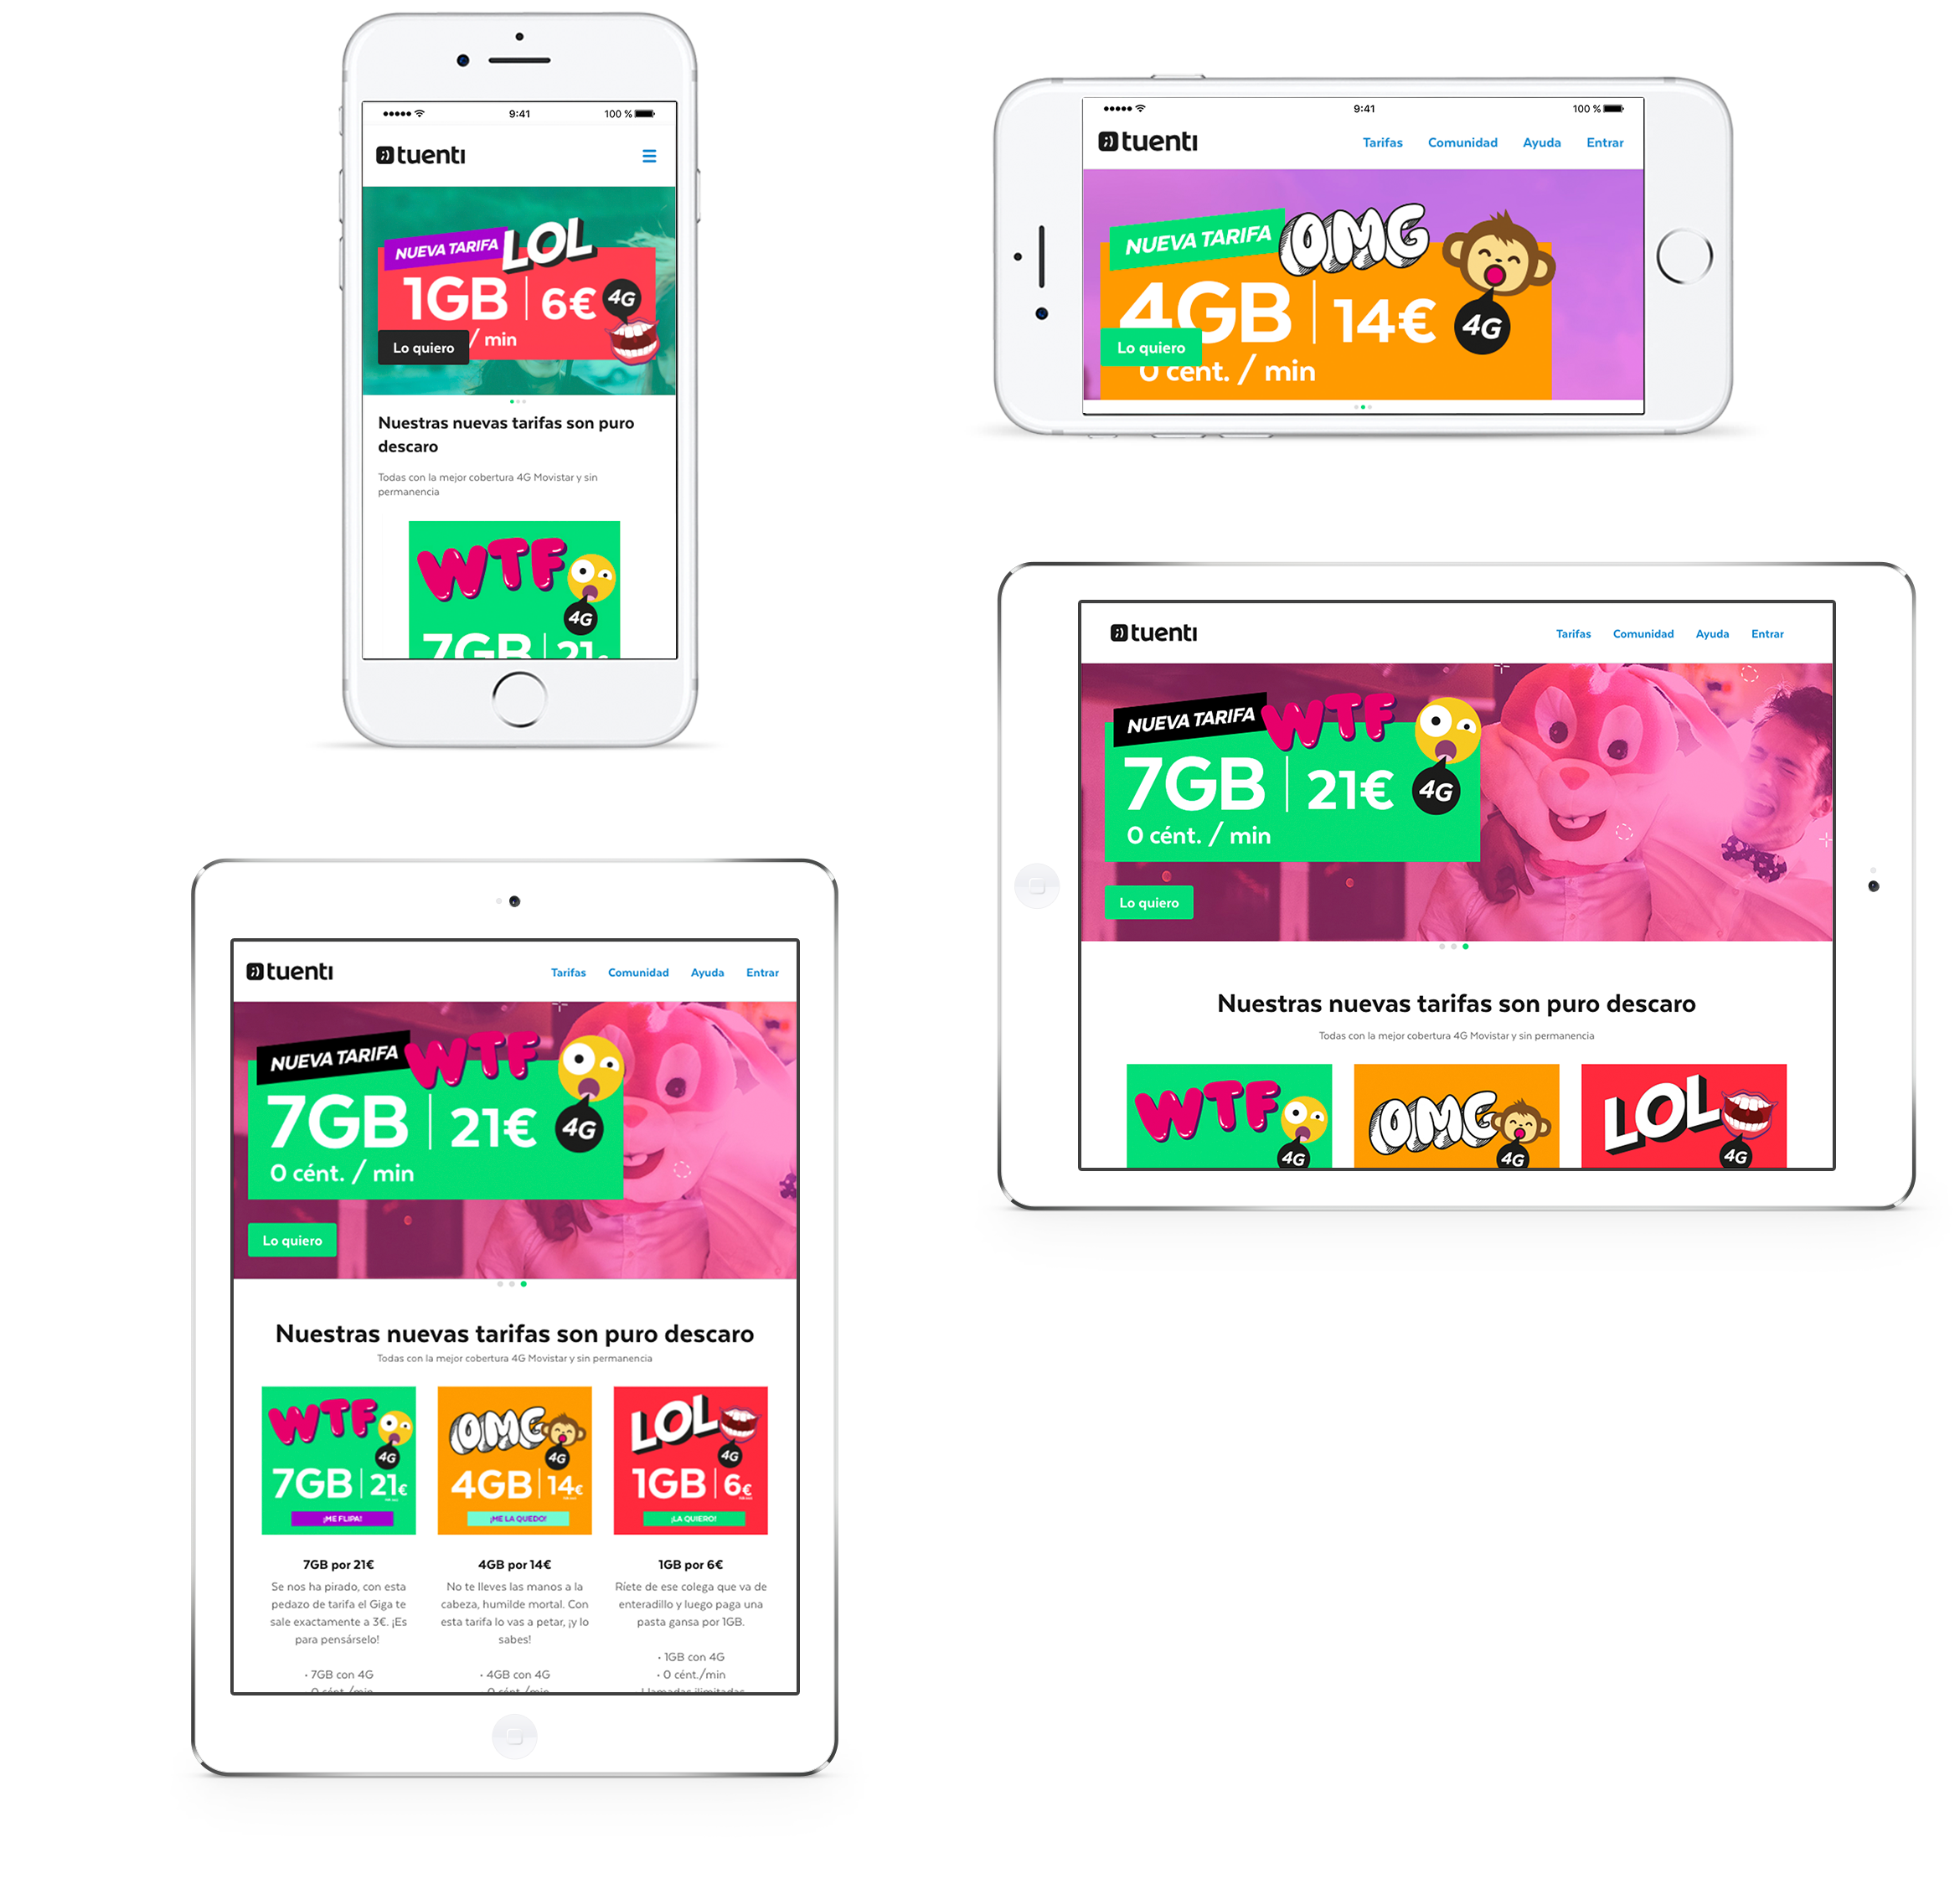 9:41
100 %
tuenti
NUEVA TARIFA LOL
1GB | 6€ 4G
Lo quiero / min
Nuestras nuevas tarifas son puro
descaro
Todas con la mejor cobertura 4G Movistar y sin
permanencia
WTF
4G
7GB | 21€
9:41
100 %
tuenti Tarifas Comunidad Ayuda Entrar
NUEVA TARIFA OMG
4GB | 14€ 4G
Lo quiero
0 cént. / min
tuenti Tarifas Comunidad Ayuda Entrar
NUEVA TARIFA WTF
7GB | 21€ 4G
0 cént. / min
Lo quiero
Nuestras nuevas tarifas son puro descaro
Todas con la mejor cobertura 4G Movistar y sin permanencia
WTF OMG LOL
4G 4G 4G
tuenti Tarifas Comunidad Ayuda Entrar
NUEVA TARIFA WTF
7GB | 21€ 4G
0 cént. / min
Lo quiero
Nuestras nuevas tarifas son puro descaro
Todas con la mejor cobertura 4G Movistar y sin permanencia
WTF
4G
7GB | 21€
¡ME FLIPA!
7GB por 21€
Se nos ha pirado, con esta
pedazo de tarifa el Giga te
sale exactamente a 3€. ¡Es
para pensárselo!
• 7GB con 4G
• 0 cént./min
OMG
4G
4GB | 14€
¡ME LA QUEDO!
4GB por 14€
No te lleves las manos a la
cabeza, humilde mortal. Con
esta tarifa lo vas a petar, ¡y lo
sabes!
• 4GB con 4G
• 0 cént./min
LOL
4G
1GB | 6€
¡LA QUIERO!
1GB por 6€
Ríete de ese colega que va de
enteradillo y luego paga una
pasta gansa por 1GB.
• 1GB con 4G
• 0 cént./min
Llamadas ilimitadas